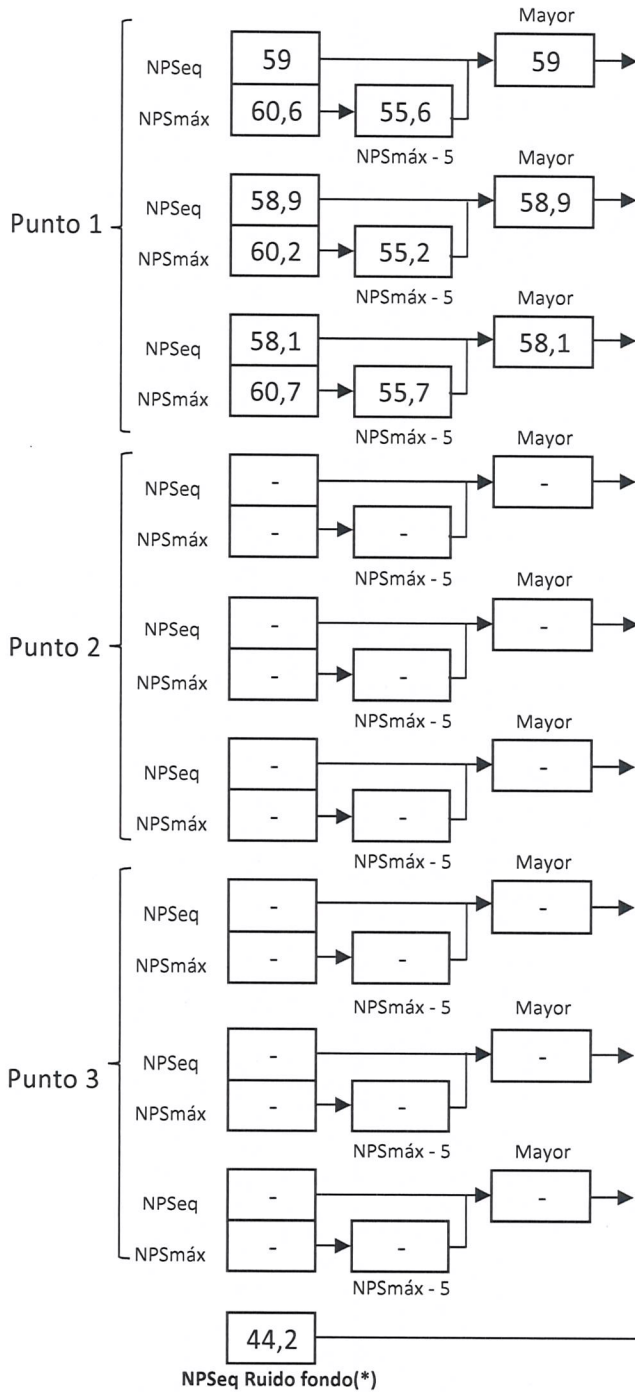 Mayor
NPSeq 59 59
NPSmáx 60,6 55,6
NPSmáx - 5
Mayor
NPSeq 58,9 58,9
Punto 1
NPSmáx 60,2 55,2
NPSmáx - 5
Mayor
NPSeq 58,1 58,1
NPSmáx 60,7 55,7
NPSmáx - 5
Mayor
NPSeq - -
NPSmáx - -
NPSmáx - 5
Mayor
NPSeq - -
Punto 2
NPSmáx - -
NPSmáx - 5
Mayor
NPSeq - -
NPSmáx - -
NPSmáx - 5
Mayor
NPSeq - -
NPSmáx - -
NPSmáx - 5
Mayor
NPSeq - -
Punto 3
NPSmáx - -
NPSmáx - 5
Mayor
NPSeq - -
NPSmáx - -
NPSmáx - 5
44,2
NPSeq Ruido fondo(*)